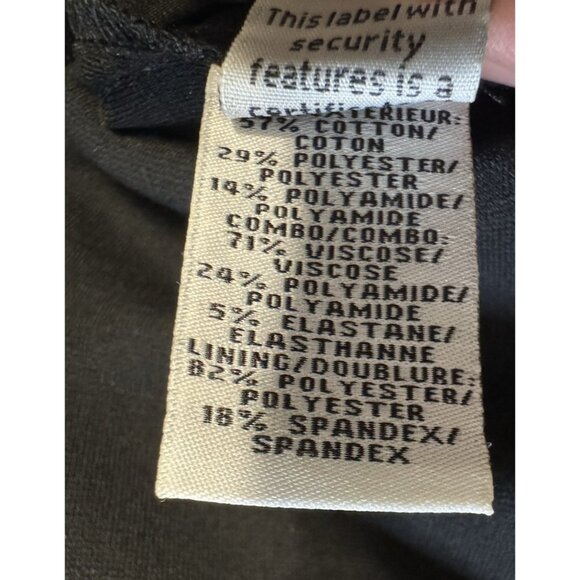 This label with
security
features is a
57% COTTON/
COTON
29% POLYESTER/
POLYESTER
14% POLYAMIDE/
POLYAMIDE
COMBO/COMBO:
71% VISCOSE/
VISCOSE
24% POLYAMIDE/
POLYAMIDE
5% ELASTANE/
ELASTHANNE
LINING/DOUBLURE:
82% POLYESTER/
POLYESTER
18% SPANDEX/
SPANDEX